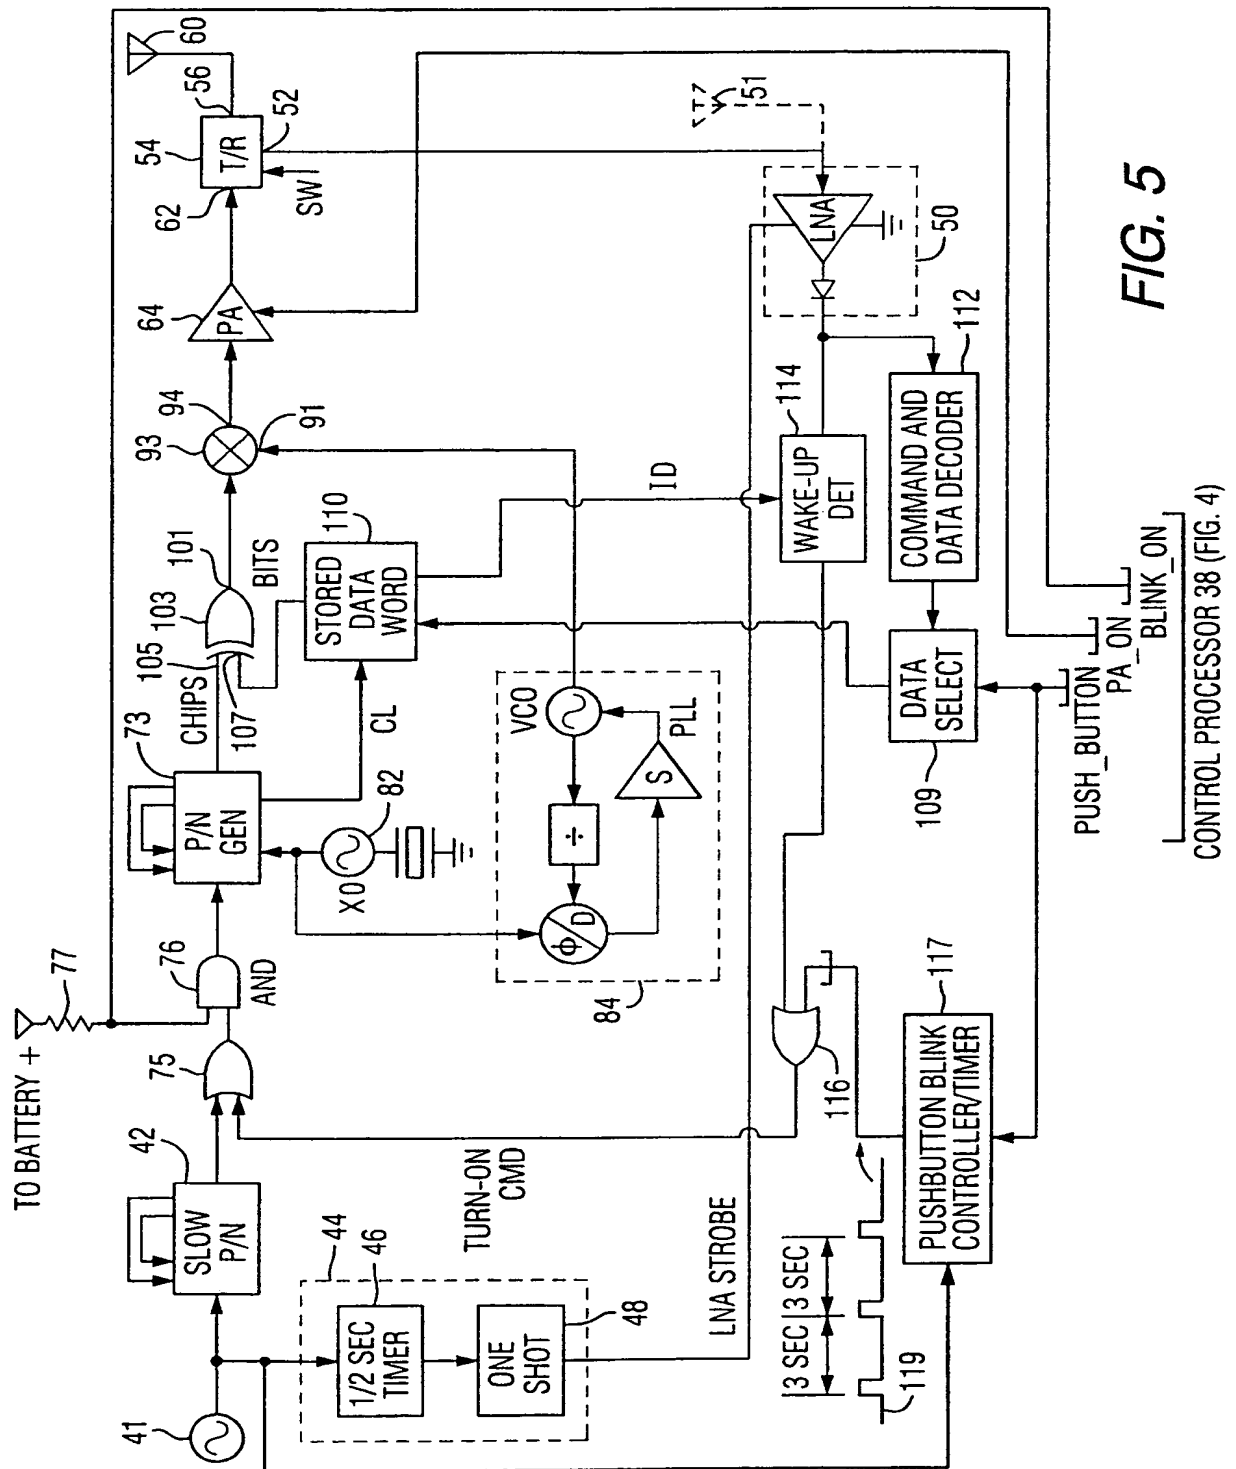 TO BATTERY +
77
41
42
SLOW
P/N
75
76
AND
73
P/N
GEN
CHIPS
105
107
103
101
BITS
93
94
91
64
PA
62
54
T/R
56
52
SW
60
44
46
1/2 SEC
TIMER
ONE
SHOT
48
TURN-ON
CMD
LNA STROBE
XO
82
CL
STORED
DATA
WORD
110
ID
84
Φ
D
÷
VCO
S
PLL
51
LNA
50
114
WAKE-UP
DET
112
COMMAND AND
DATA DECODER
DATA
SELECT
109
116
117
PUSHBUTTON BLINK
CONTROLLER/TIMER
3 SEC
3 SEC
119
PUSH_BUTTON
PA_ON
BLINK_ON
CONTROL PROCESSOR 38 (FIG. 4)
FIG. 5